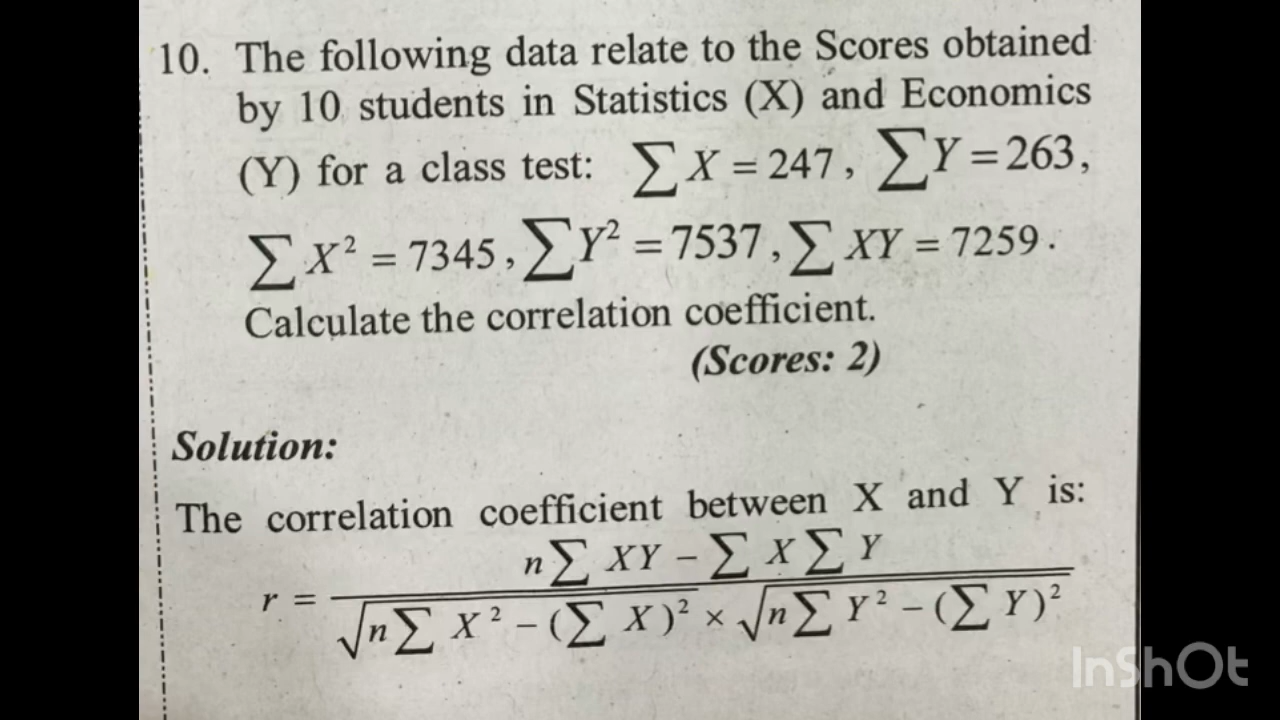 10. The following data relate to the Scores obtained
by 10 students in Statistics (X) and Economics
(Y) for a class test: ∑X = 247, ∑Y = 263,
∑X² = 7345, ∑Y² = 7537, ∑XY = 7259.
Calculate the correlation coefficient.
(Scores: 2)
Solution:
The correlation coefficient between X and Y is:
r = (n∑XY − ∑X∑Y) / (√(n∑X² − (∑X)²) × √(n∑Y² − (∑Y)²))
InShOt